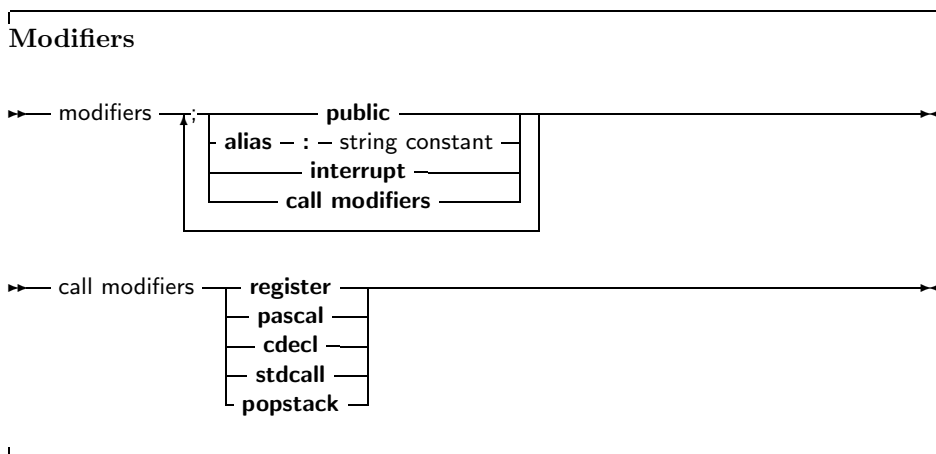 Modifiers
modifiers ; public
alias : string constant
interrupt
call modifiers
call modifiers register
pascal
cdecl
stdcall
popstack